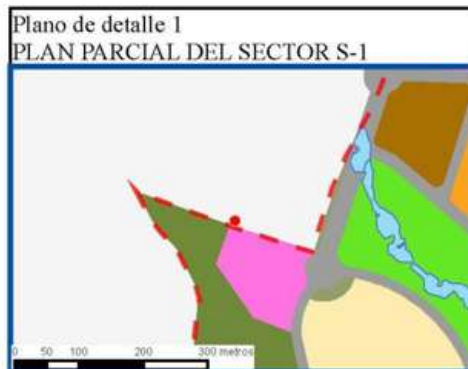 Plano de detalle 1
PLAN PARCIAL DEL SECTOR S-1
0 50 100 200 300 metros